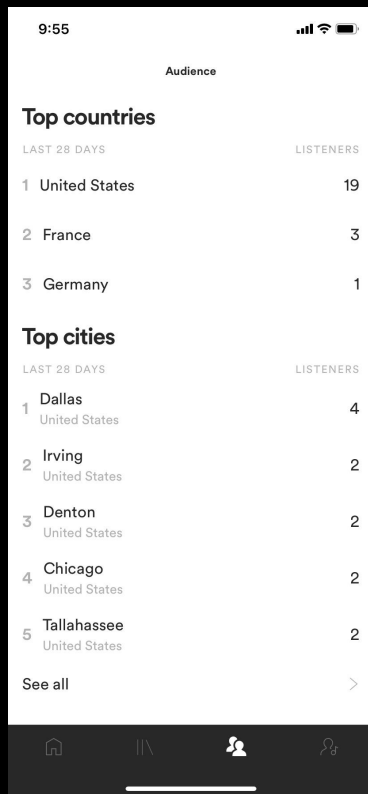 9:55
Audience
Top countries
LAST 28 DAYS LISTENERS
1 United States 19
2 France 3
3 Germany 1
Top cities
LAST 28 DAYS LISTENERS
1 Dallas 4
United States
2 Irving 2
United States
3 Denton 2
United States
4 Chicago 2
United States
5 Tallahassee 2
United States
See all